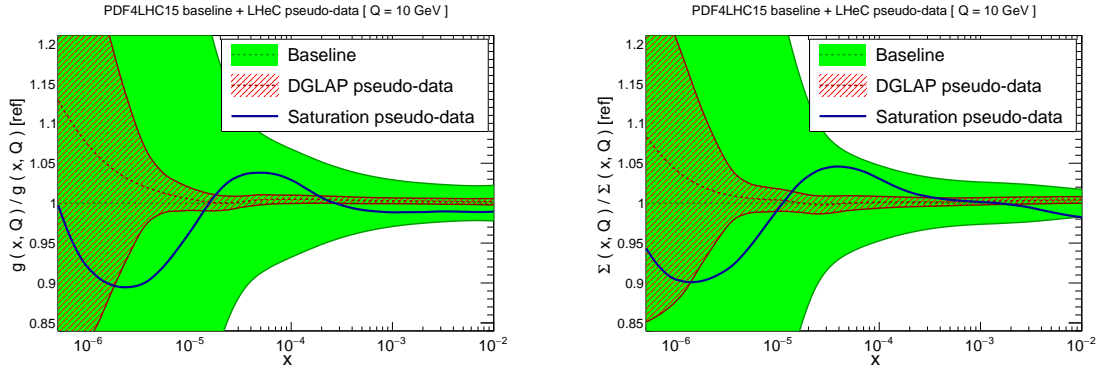 PDF4LHC15 baseline + LHeC pseudo-data [ Q = 10 GeV ]
g ( x, Q ) / g ( x, Q ) [ref]
1.2
1.15
1.1
1.05
1
0.95
0.9
0.85
Baseline
DGLAP pseudo-data
Saturation pseudo-data
10⁻⁶ 10⁻⁵ 10⁻⁴ 10⁻³ 10⁻²
x
PDF4LHC15 baseline + LHeC pseudo-data [ Q = 10 GeV ]
Σ ( x, Q ) / Σ ( x, Q ) [ref]
1.2
1.15
1.1
1.05
1
0.95
0.9
0.85
Baseline
DGLAP pseudo-data
Saturation pseudo-data
10⁻⁶ 10⁻⁵ 10⁻⁴ 10⁻³ 10⁻²
x